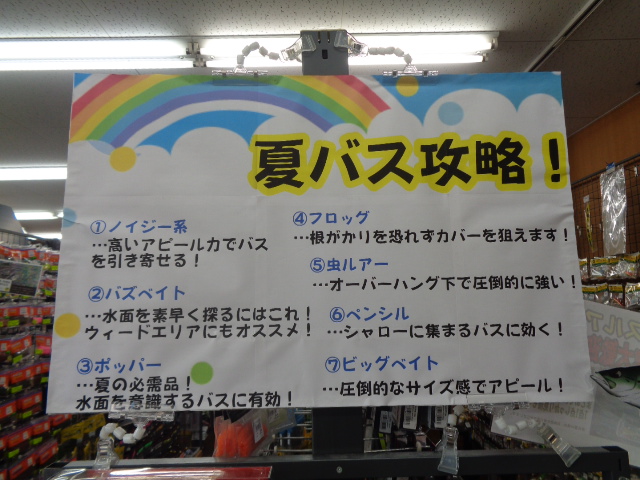 夏バス攻略！
①ノイジー系
…高いアピール力でバス
を引き寄せる！
②バズベイト
…水面を素早く探るにはこれ！
ウィードエリアにもオススメ！
③ポッパー
…夏の必需品！
水面を意識するバスに有効！
④フロッグ
…根がかりを恐れずカバーを狙えます！
⑤虫ルアー
…オーバーハング下で圧倒的に強い！
⑥ペンシル
…シャローに集まるバスに効く！
⑦ビッグベイト
…圧倒的なサイズ感でアピール！